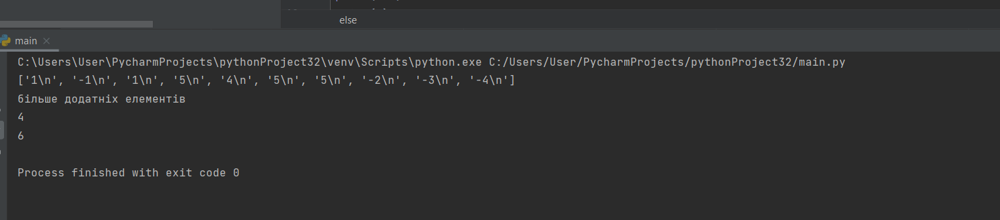 else
main
C:\Users\User\PycharmProjects\pythonProject32\venv\Scripts\python.exe C:/Users/User/PycharmProjects/pythonProject32/main.py
['1\n', '-1\n', '1\n', '5\n', '4\n', '5\n', '5\n', '-2\n', '-3\n', '-4\n']
більше додатніх елементів
4
6
Process finished with exit code 0